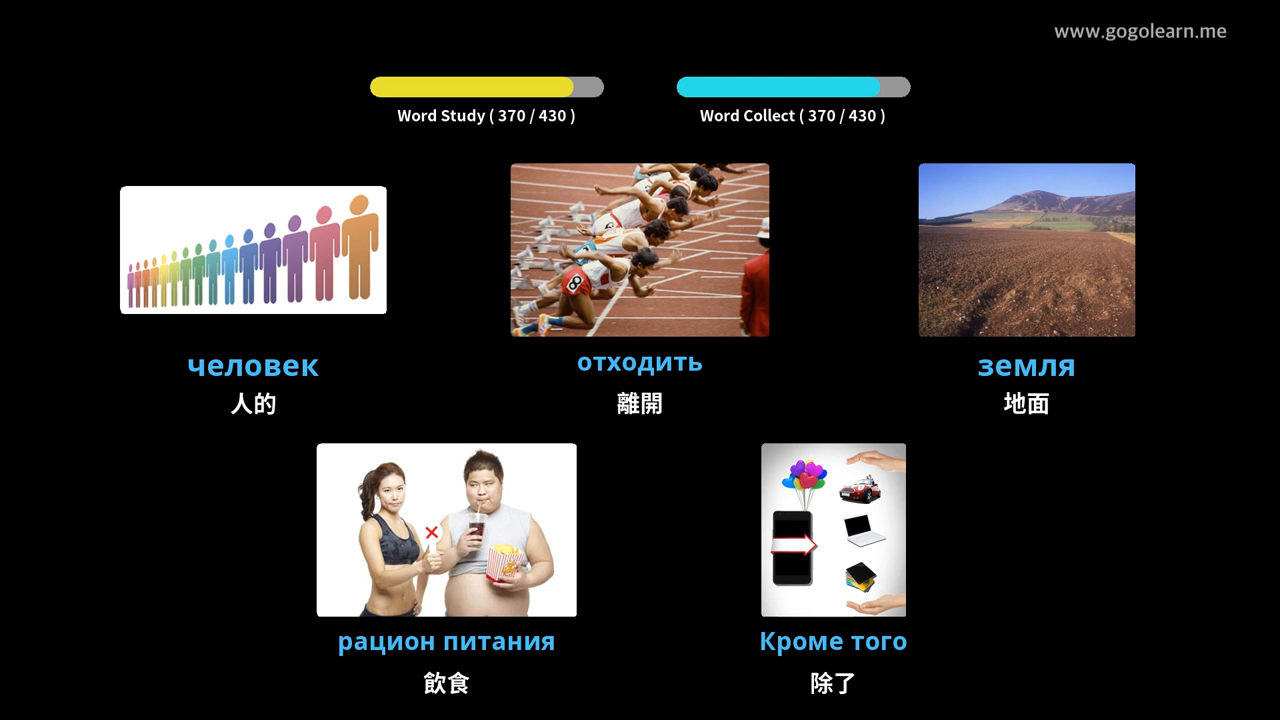 www.gogolearn.me
Word Study ( 370 / 430 )
Word Collect ( 370 / 430 )
8
человек
人的
отходить
離開
земля
地面
рацион питания
飲食
Кроме того
除了